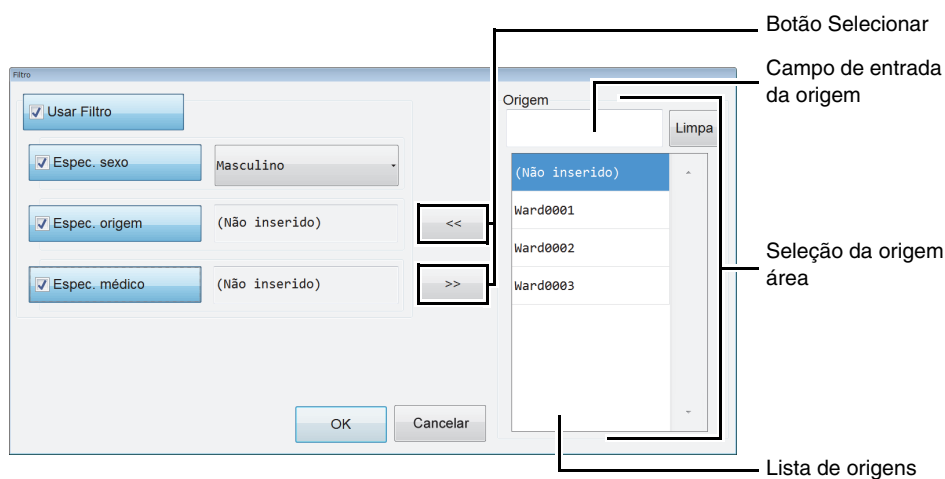 Botão Selecionar
Campo de entrada
da origem
Filtro
Usar Filtro
Origem
Limpa
Espec. sexo
Masculino
(Não inserido)
Espec. origem
(Não inserido)
<<
Ward0001
Ward0002
Seleção da origem
área
Espec. médico
(Não inserido)
>>
Ward0003
OK
Cancelar
Lista de origens